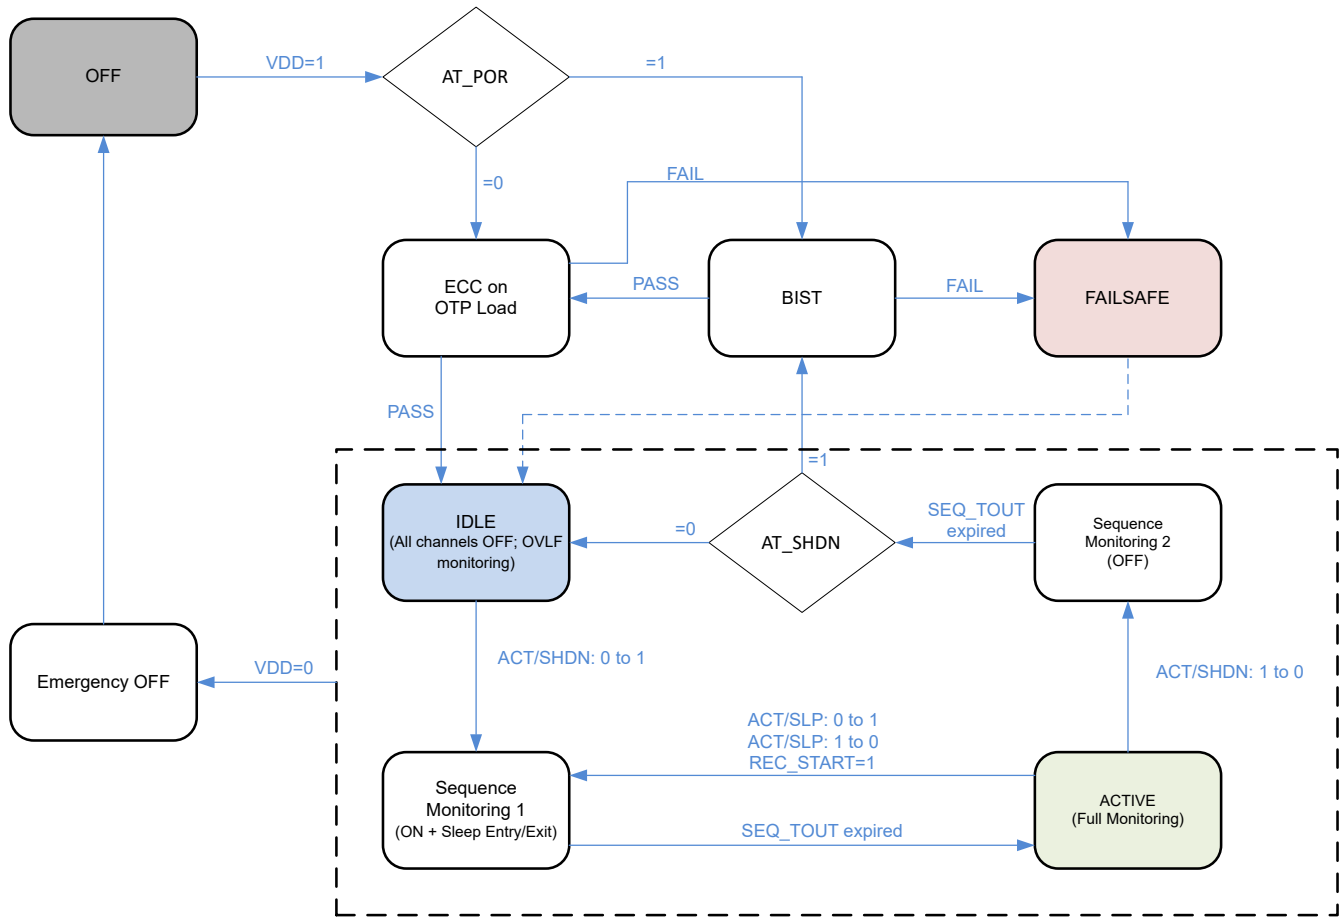 OFF
VDD=1
AT_POR
=1
=0
FAIL
ECC on
OTP Load
PASS
BIST
FAIL
FAILSAFE
PASS
=1
IDLE
(All channels OFF; OVLF
monitoring)
=0
AT_SHDN
SEQ_TOUT
expired
Sequence
Monitoring 2
(OFF)
Emergency OFF
VDD=0
ACT/SHDN: 0 to 1
ACT/SHDN: 1 to 0
ACT/SLP: 0 to 1
ACT/SLP: 1 to 0
REC_START=1
Sequence
Monitoring 1
(ON + Sleep Entry/Exit)
SEQ_TOUT expired
ACTIVE
(Full Monitoring)